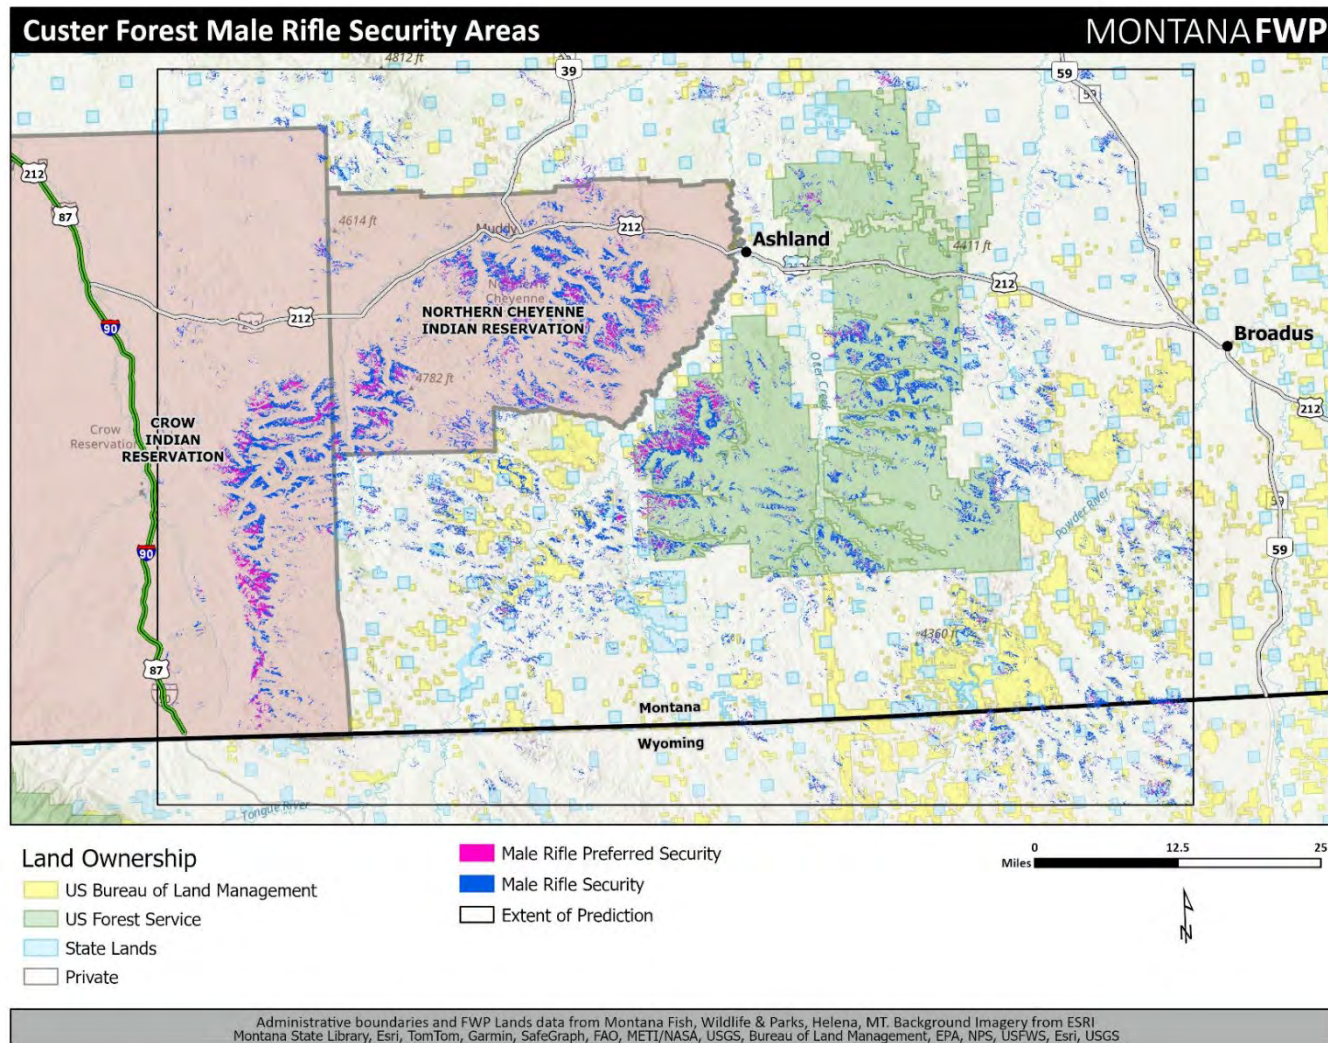 Custer Forest Male Rifle Security Areas
MONTANA FWP
4812 ft
39
59
59
212
87
4614 ft
Muddy
212
Ashland
4411 ft
212
Northern
Cheyenne
NORTHERN CHEYENNE
INDIAN RESERVATION
212
90
Broadus
Otter Creek
4782 ft
212
Crow
Reservation
CROW
INDIAN
RESERVATION
Powder River
59
90
59
4360 ft
87
Montana
Wyoming
Tongue River
Land Ownership
US Bureau of Land Management
US Forest Service
State Lands
Private
Male Rifle Preferred Security
Male Rifle Security
Extent of Prediction
0 12.5 25
Miles
N
Administrative boundaries and FWP Lands data from Montana Fish, Wildlife & Parks, Helena, MT. Background Imagery from ESRI
Montana State Library, Esri, TomTom, Garmin, SafeGraph, FAO, METI/NASA, USGS, Bureau of Land Management, EPA, NPS, USFWS, Esri, USGS